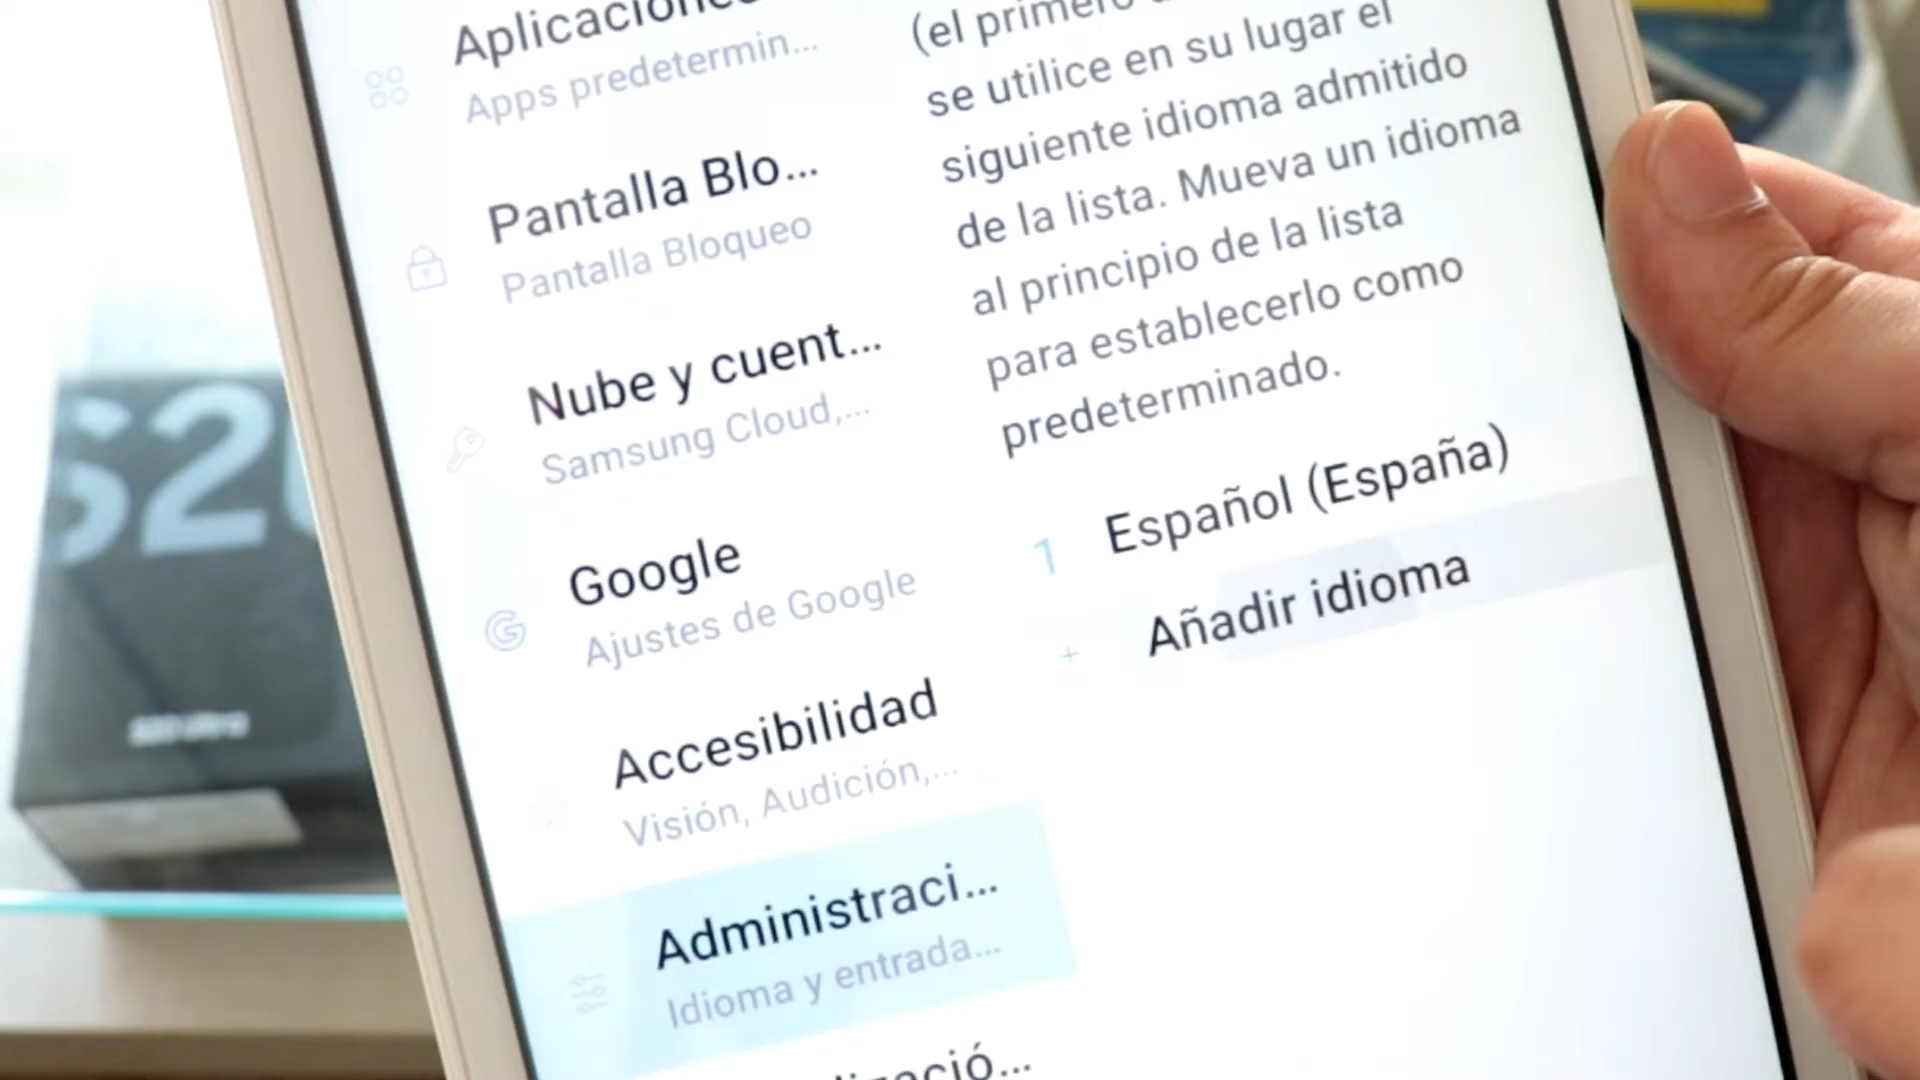 Aplicacione
Apps predetermin...
Pantalla Blo...
Pantalla Bloqueo
Nube y cuent...
Samsung Cloud,...
Google
Ajustes de Google
Accesibilidad
Visión, Audición,...
Administraci...
Idioma y entrada...
(el primero
se utilice en su lugar el
siguiente idioma admitido
de la lista. Mueva un idioma
al principio de la lista
para establecerlo como
predeterminado.
1 Español (España)
+ Añadir idioma
S20